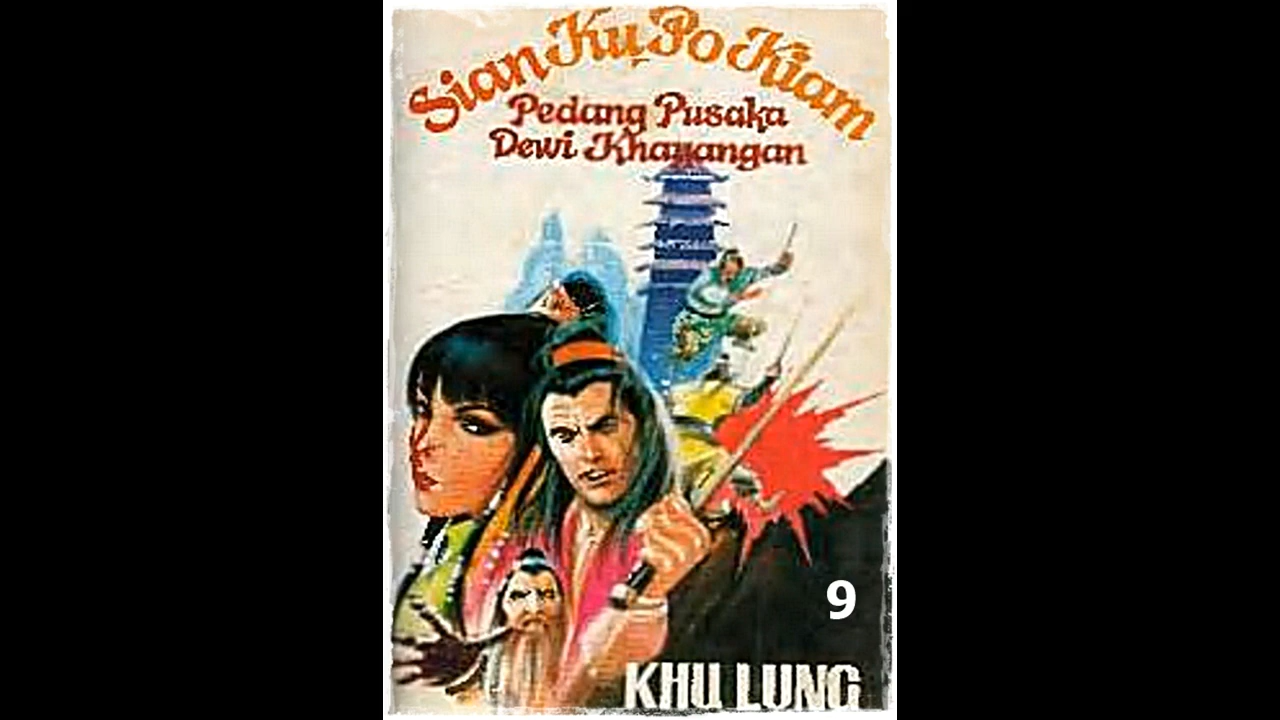 Sian Ku Po Kiam
Pedang Pusaka
Dewi Khayangan
9
KHU LUNG